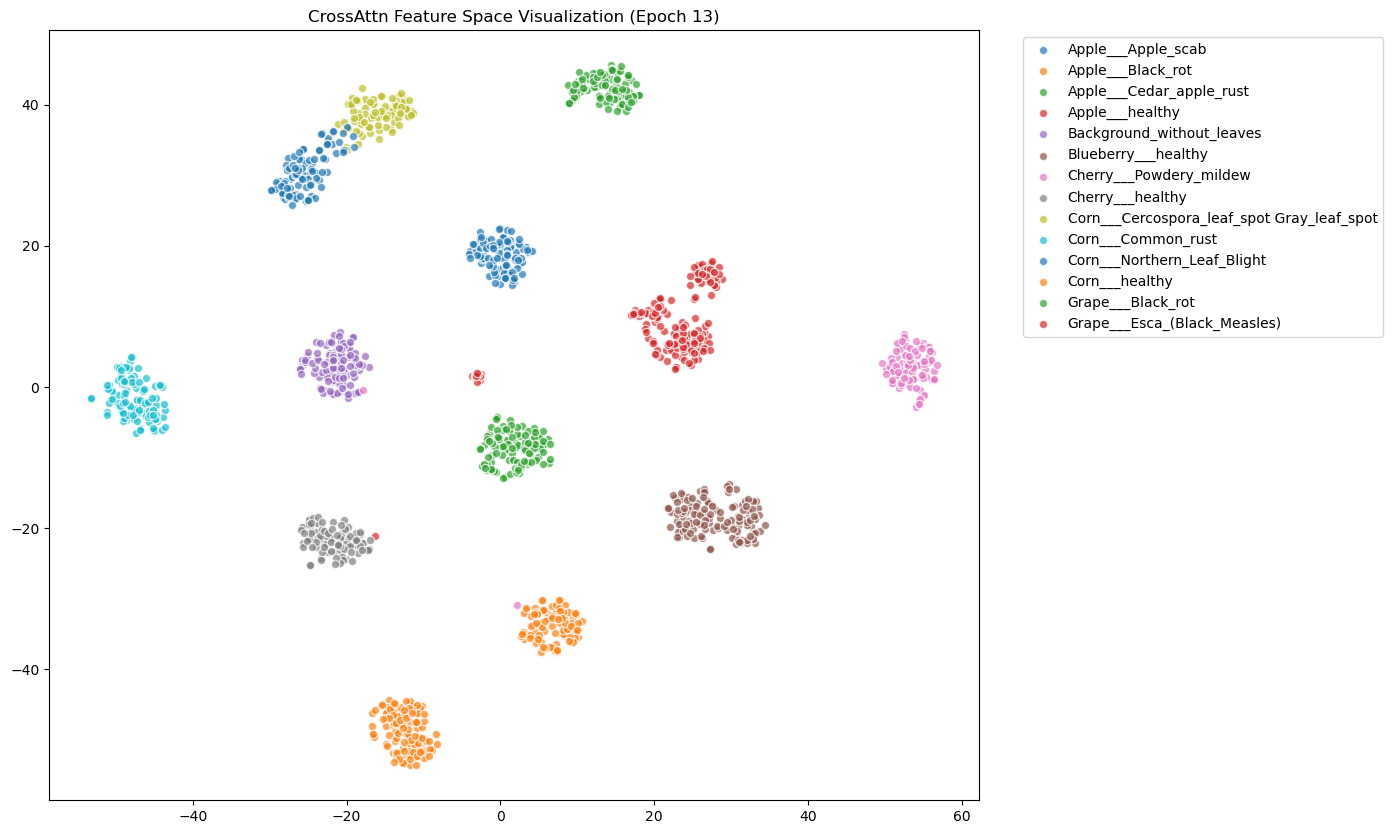 CrossAttn Feature Space Visualization (Epoch 13)
Apple___Apple_scab
Apple___Black_rot
Apple___Cedar_apple_rust
Apple___healthy
Background_without_leaves
Blueberry___healthy
Cherry___Powdery_mildew
Cherry___healthy
Corn___Cercospora_leaf_spot Gray_leaf_spot
Corn___Common_rust
Corn___Northern_Leaf_Blight
Corn___healthy
Grape___Black_rot
Grape___Esca_(Black_Measles)
40
20
0
−20
−40
−40 −20 0 20 40 60